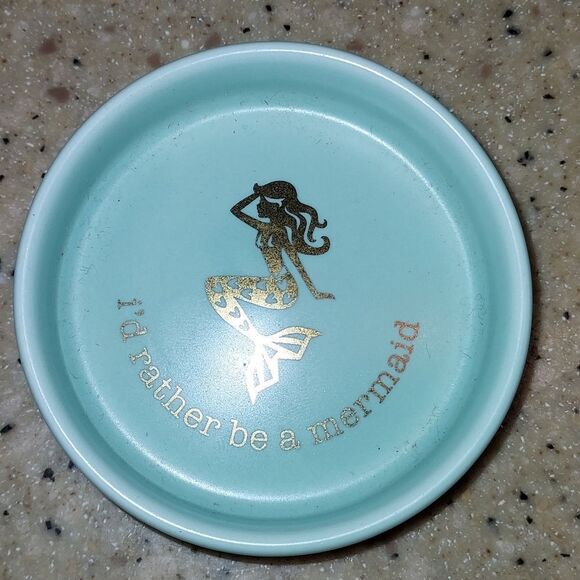 i'd rather be a mermaid